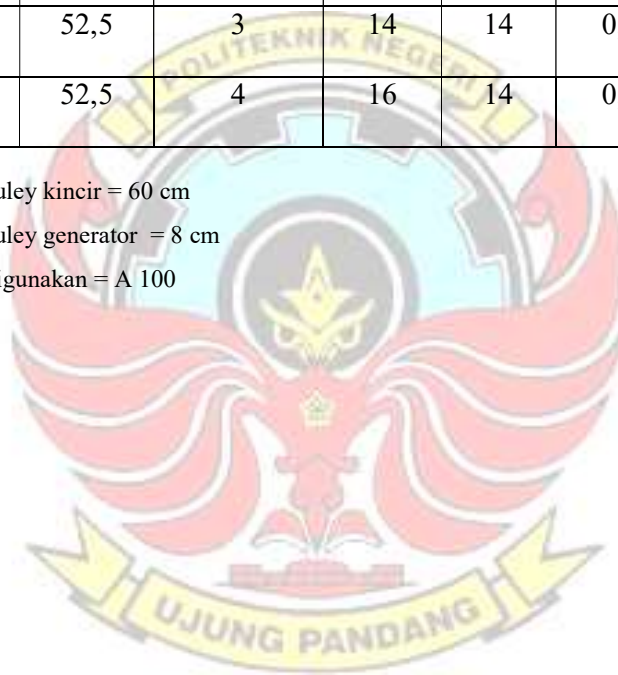 52,5 3 14 14 0
52,5 4 16 14 0
uley kincir = 60 cm
uley generator = 8 cm
igunakan = A 100
POLITEKNIK NEGERI
UJUNG PANDANG